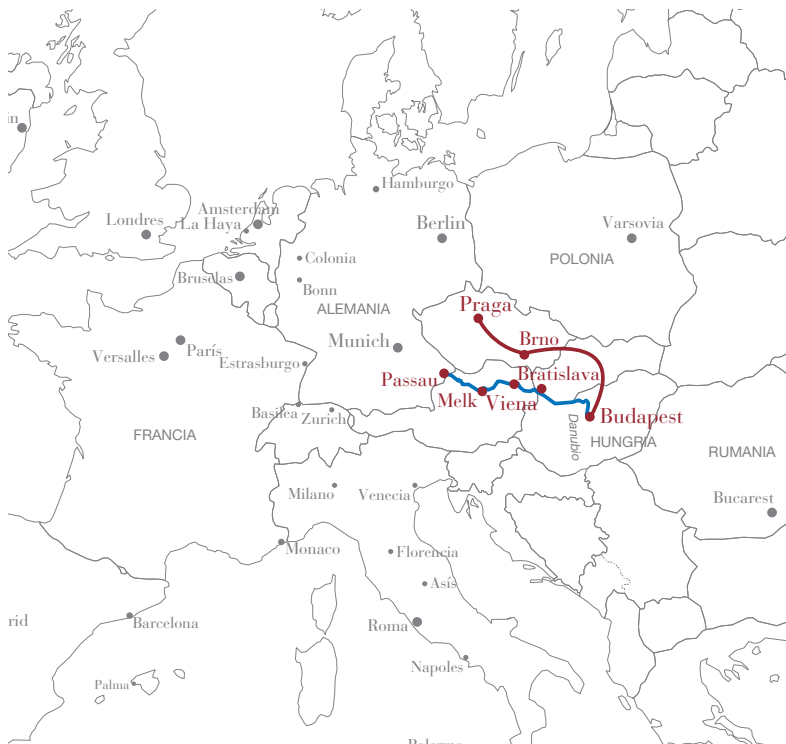 in
Hamburgo
Amsterdam
Londres
La Haya
Berlin
Varsovia
Colonia
POLONIA
Bruselas
Bonn
ALEMANIA
Praga
Munich
Brno
París
Versalles
Estrasburgo
Passau
Bratislava
Melk
Viena
Basilea
Zurich
Danubio
Budapest
FRANCIA
HUNGRIA
RUMANIA
Milano
Venecia
Bucarest
Monaco
Florencia
Asís
rid
Barcelona
Roma
Napoles
Palma